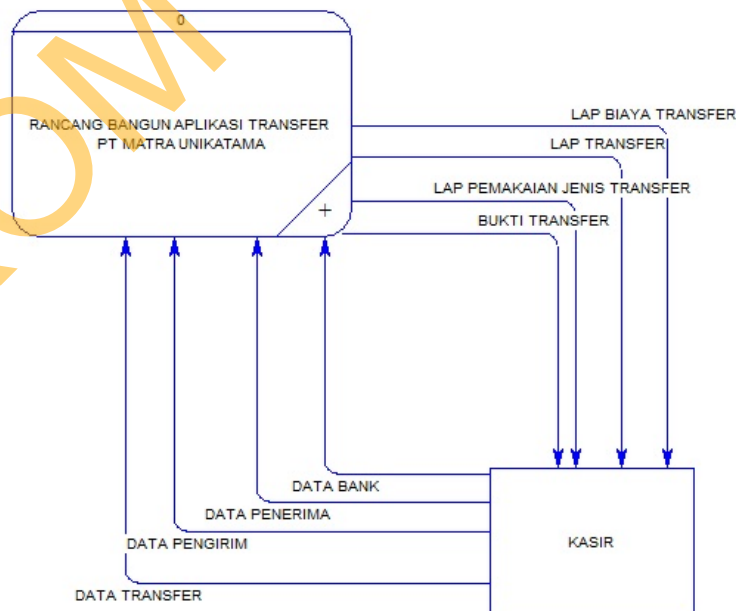 0
RANCANG BANGUN APLIKASI TRANSFER
PT MATRA UNIKATAMA
+
LAP BIAYA TRANSFER
LAP TRANSFER
LAP PEMAKAIAN JENIS TRANSFER
BUKTI TRANSFER
DATA BANK
DATA PENERIMA
DATA PENGIRIM
DATA TRANSFER
KASIR
OM